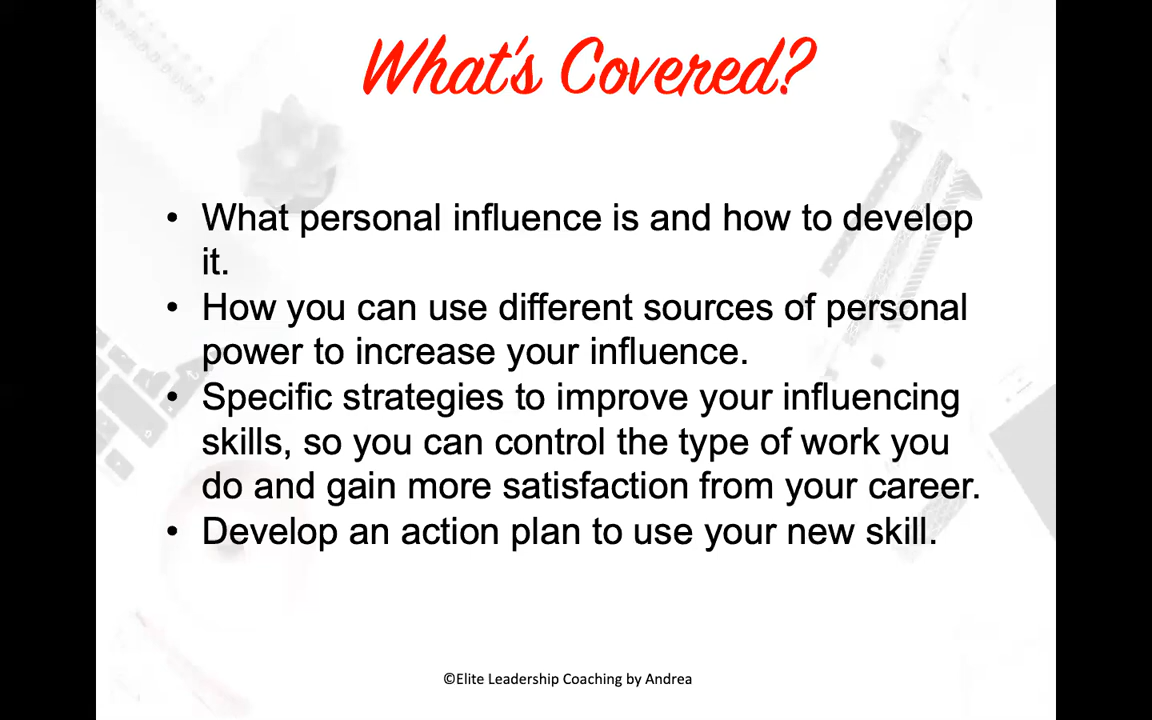 What's Covered?
• What personal influence is and how to develop
it.
• How you can use different sources of personal
power to increase your influence.
• Specific strategies to improve your influencing
skills, so you can control the type of work you
do and gain more satisfaction from your career.
• Develop an action plan to use your new skill.
©Elite Leadership Coaching by Andrea